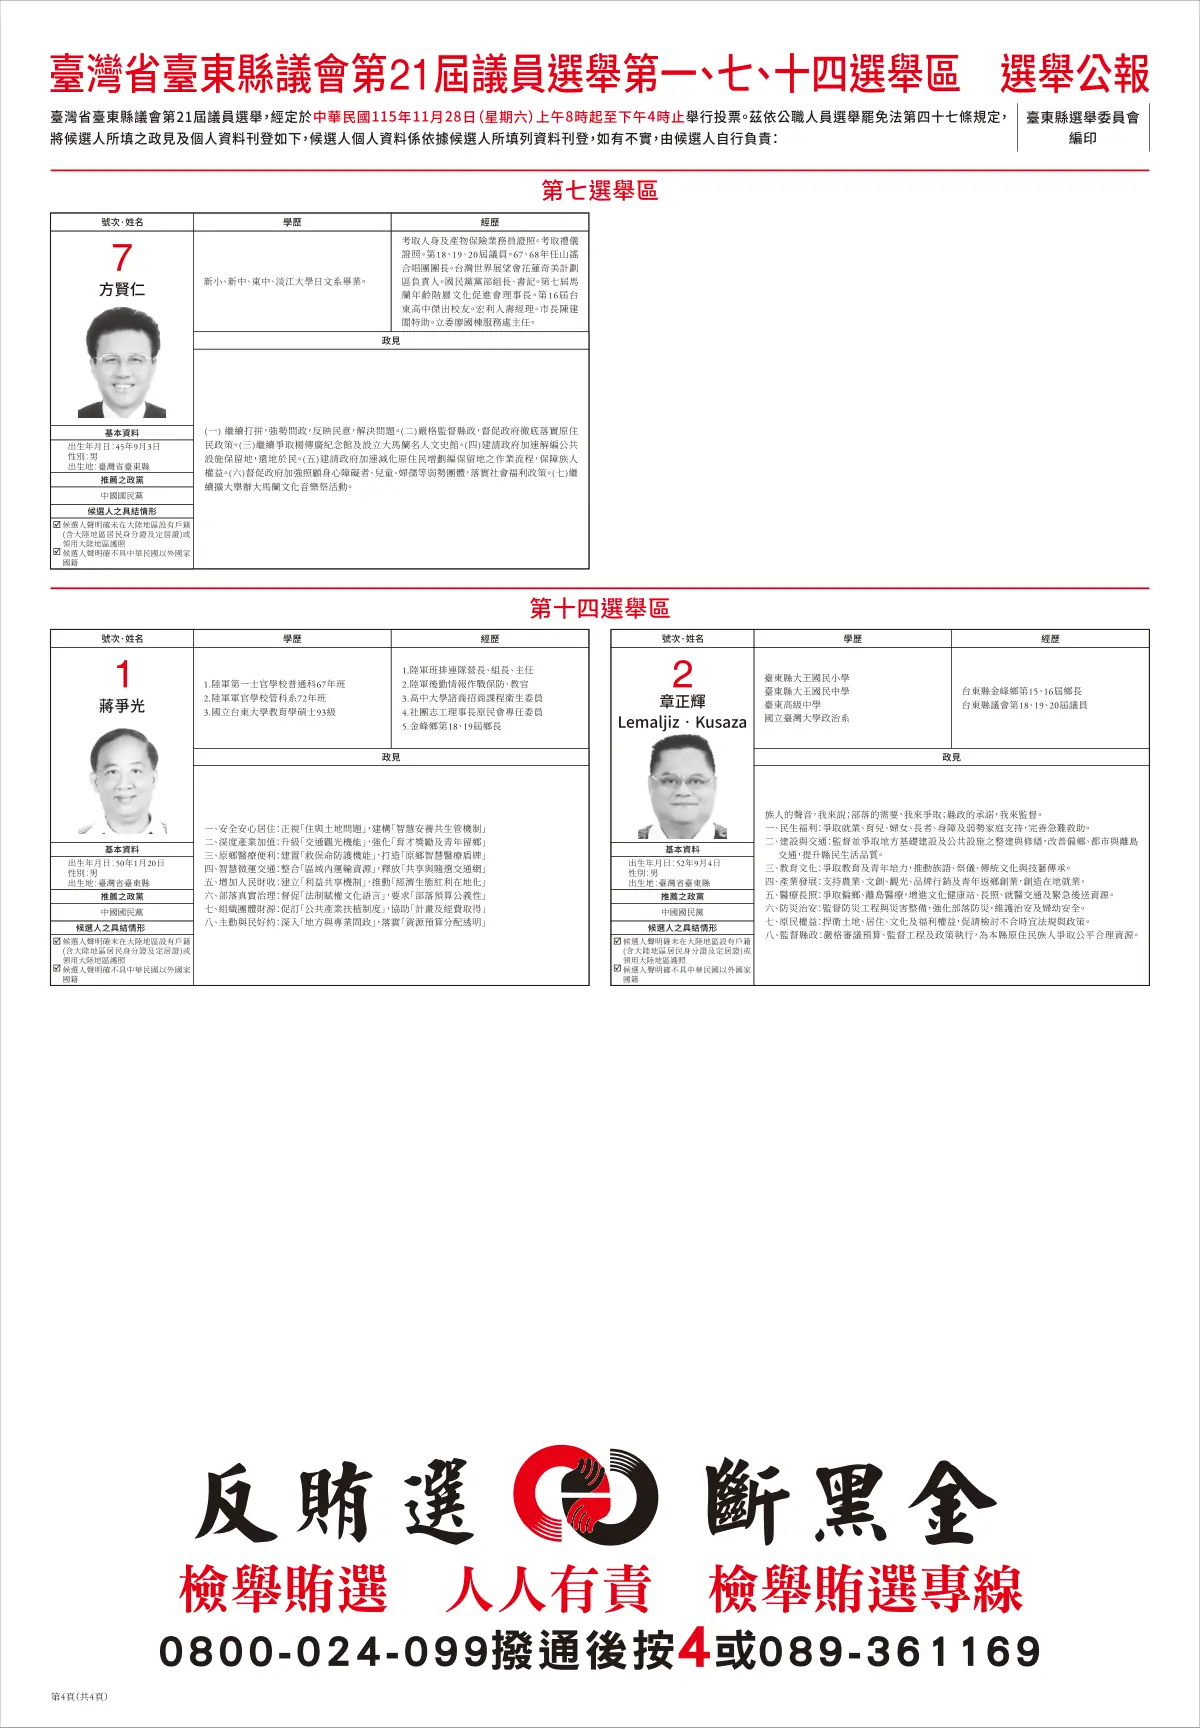 臺灣省臺東縣議會第21屆議員選舉第一、七、十四選舉區　選舉公報
臺灣省臺東縣議會第21屆議員選舉，經定於中華民國115年11月28日（星期六）上午8時起至下午4時止舉行投票。茲依公職人員選舉罷免法第四十七條規定，
將候選人所填之政見及個人資料刊登如下，候選人個人資料係依據候選人所填列資料刊登，如有不實，由候選人自行負責：
臺東縣選舉委員會
編印
第七選舉區
號次·姓名
學歷
經歷
7
方賢仁
新小、新中、東中、淡江大學日文系畢業。
考取人身及產物保險業務員證照。考取禮儀
證照。第18、19、20屆議員。67、68年任山謠
合唱團團長。台灣世界展望會花蓮奇美計劃
區負責人。國民黨黨部組長、書記。第七屆馬
蘭年齡階層文化促進會理事長。第16屆台
東高中傑出校友。宏利人壽經理。市長陳建
閣特助。立委廖國棟服務處主任。
政見
(一) 繼續打拼，強勢問政，反映民意，解決問題。(二)嚴格監督縣政，督促政府徹底落實原住
民政策。(三)繼續爭取楊傳廣紀念館及設立大馬蘭名人文史館。(四)建請政府加速解編公共
設施保留地，還地於民。(五)建請政府加速減化原住民增劃編保留地之作業流程，保障族人
權益。(六)督促政府加強照顧身心障礙者、兒童、婦孺等弱勢團體，落實社會福利政策。(七)繼
續擴大舉辦大馬蘭文化音樂祭活動。
基本資料
出生年月日：45年9月3日
性別：男
出生地：臺灣省臺東縣
推薦之政黨
中國國民黨
候選人之具結情形
☑候選人聲明確未在大陸地區設有戶籍
(含大陸地區居民身分證及定居證)或
領用大陸地區護照
☑候選人聲明確不具中華民國以外國家
國籍
第十四選舉區
號次·姓名
學歷
經歷
1
蔣爭光
1.陸軍第一士官學校普通科67年班
2.陸軍軍官學校管科系72年班
3.國立台東大學教育學碩士93級
1.陸軍班排連隊營長、組長、主任
2.陸軍後勤情報作戰保防、教官
3.高中大學諮商招商課程衛生委員
4.社團志工理事長原民會專任委員
5.金峰鄉第18、19屆鄉長
政見
一、安全安心居住：正視「住與土地問題」，建構「智慧安養共生管機制」
二、深度產業加值：升級「交通觀光機能」，強化「育才獎勵及青年留鄉」
三、原鄉醫療便利：建置「救保命防護機能」，打造「原鄉智慧醫療盾牌」
四、智慧微運交通：整合「區域內運輸資源」，釋放「共享與隨選交通網」
五、增加人民財收：建立「利益共享機制」，推動「經濟生態紅利在地化」
六、部落真實治理：督促「法制賦權文化語言」，要求「部落預算公義性」
七、組織團體財源：促訂「公共產業扶植制度」，協助「計畫及經費取得」
八、主動與民好約：深入「地方與專業問政」，落實「資源預算分配透明」
基本資料
出生年月日：50年1月20日
性別：男
出生地：臺灣省臺東縣
推薦之政黨
中國國民黨
候選人之具結情形
☑候選人聲明確未在大陸地區設有戶籍
(含大陸地區居民身分證及定居證)或
領用大陸地區護照
☑候選人聲明確不具中華民國以外國家
國籍
號次·姓名
學歷
經歷
2
章正輝
Lemaljiz · Kusaza
臺東縣大王國民小學
臺東縣大王國民中學
臺東高級中學
國立臺灣大學政治系
台東縣金峰鄉第15、16屆鄉長
台東縣議會第18、19、20屆議員
政見
族人的聲音，我來說；部落的需要，我來爭取；縣政的承諾，我來監督。
一、民生福利：爭取就業、育兒、婦女、長者、身障及弱勢家庭支持，完善急難救助。
二、建設與交通：監督並爭取地方基礎建設及公共設施之整建與修繕，改善偏鄉、都市與離島
交通，提升縣民生活品質。
三、教育文化：爭取教育及青年培力，推動族語、祭儀、傳統文化與技藝傳承。
四、產業發展：支持農業、文創、觀光、品牌行銷及青年返鄉創業，創造在地就業。
五、醫療長照：爭取偏鄉、離島醫療，增進文化健康站、長照、就醫交通及緊急後送資源。
六、防災治安：監督防災工程與災害整備，強化部落防災，維護治安及婦幼安全。
七、原民權益：捍衛土地、居住、文化及福利權益，促請檢討不合時宜法規與政策。
八、監督縣政：嚴格審議預算、監督工程及政策執行，為本縣原住民族人爭取公平合理資源。
基本資料
出生年月日：52年9月4日
性別：男
出生地：臺灣省臺東縣
推薦之政黨
中國國民黨
候選人之具結情形
☑候選人聲明確未在大陸地區設有戶籍
(含大陸地區居民身分證及定居證)或
領用大陸地區護照
☑候選人聲明確不具中華民國以外國家
國籍
反賄選　斷黑金
檢舉賄選　人人有責　檢舉賄選專線
0800-024-099撥通後按4或089-361169
第4頁（共4頁）